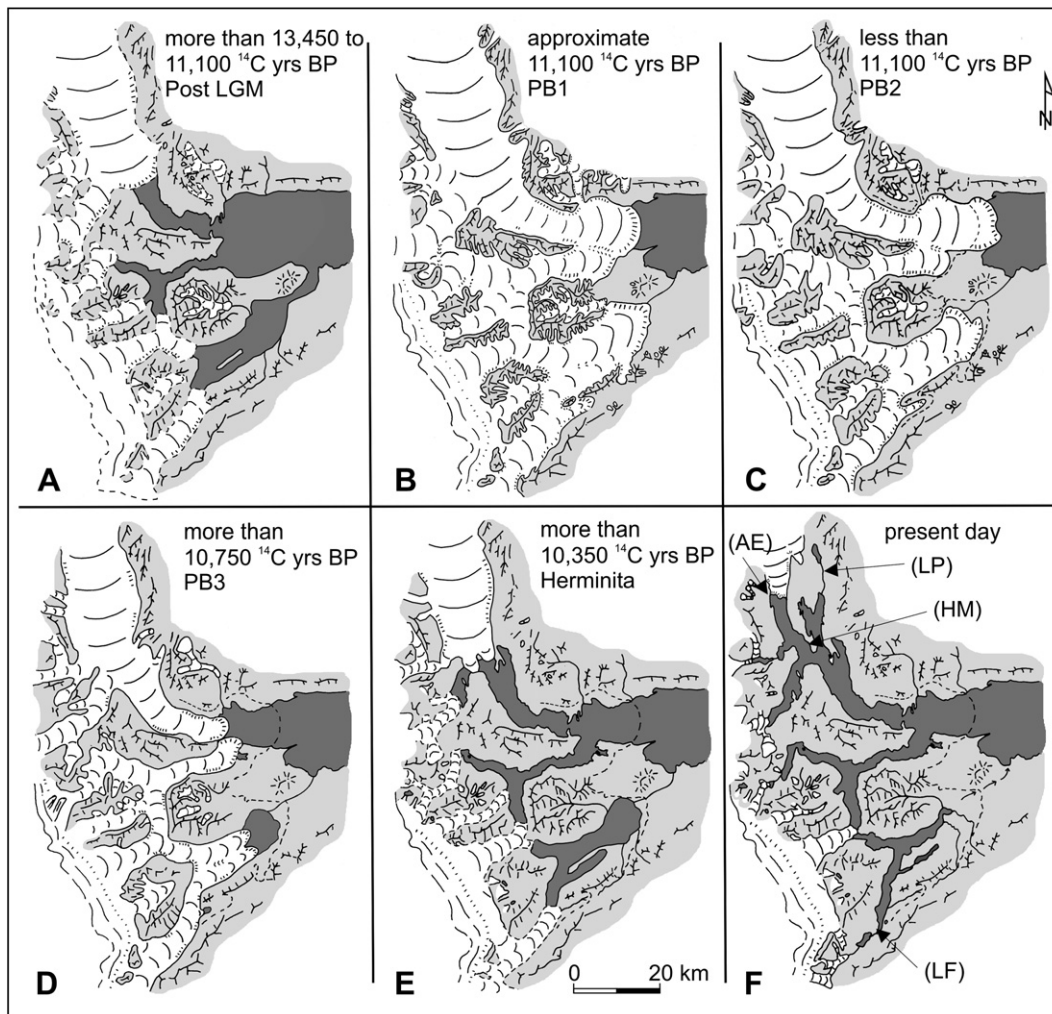 more than 13,450 to
11,100 ¹⁴C yrs BP
Post LGM
A
approximate
11,100 ¹⁴C yrs BP
PB1
B
less than
11,100 ¹⁴C yrs BP
PB2
N
C
more than
10,750 ¹⁴C yrs BP
PB3
D
more than
10,350 ¹⁴C yrs BP
Herminita
E
0 20 km
present day
(AE)
(LP)
(HM)
F
(LF)